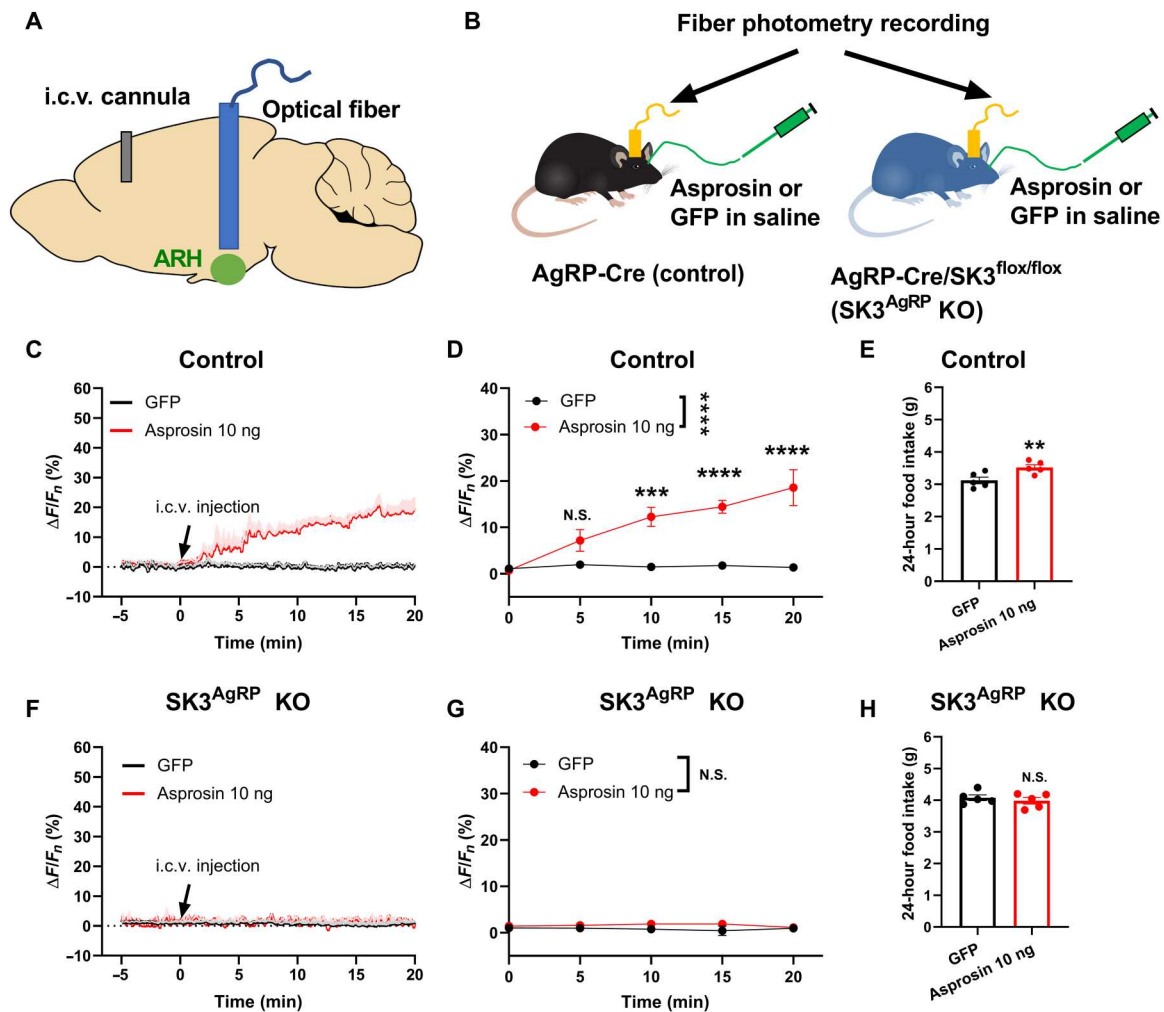 A
i.c.v. cannula
Optical fiber
ARH
B
Fiber photometry recording
Asprosin or
GFP in saline
Asprosin or
GFP in saline
AgRP-Cre (control)
AgRP-Cre/SK3flox/flox
(SK3AgRP KO)
C
Control
60
50
40
30
20
10
0
−10
ΔF/Fn (%)
GFP
Asprosin 10 ng
i.c.v. injection
−5
0
5
10
15
20
Time (min)
D
Control
40
30
20
10
0
ΔF/Fn (%)
GFP
Asprosin 10 ng
****
N.S.
***
****
****
0
5
10
15
20
Time (min)
E
Control
6
5
4
3
2
1
0
24-hour food intake (g)
**
GFP
Asprosin 10 ng
F
SK3AgRP KO
60
50
40
30
20
10
0
−10
ΔF/Fn (%)
GFP
Asprosin 10 ng
i.c.v. injection
−5
0
5
10
15
20
Time (min)
G
SK3AgRP KO
40
30
20
10
0
ΔF/Fn (%)
GFP
Asprosin 10 ng
N.S.
0
5
10
15
20
Time (min)
H
SK3AgRP KO
6
5
4
3
2
1
0
24-hour food intake (g)
N.S.
GFP
Asprosin 10 ng